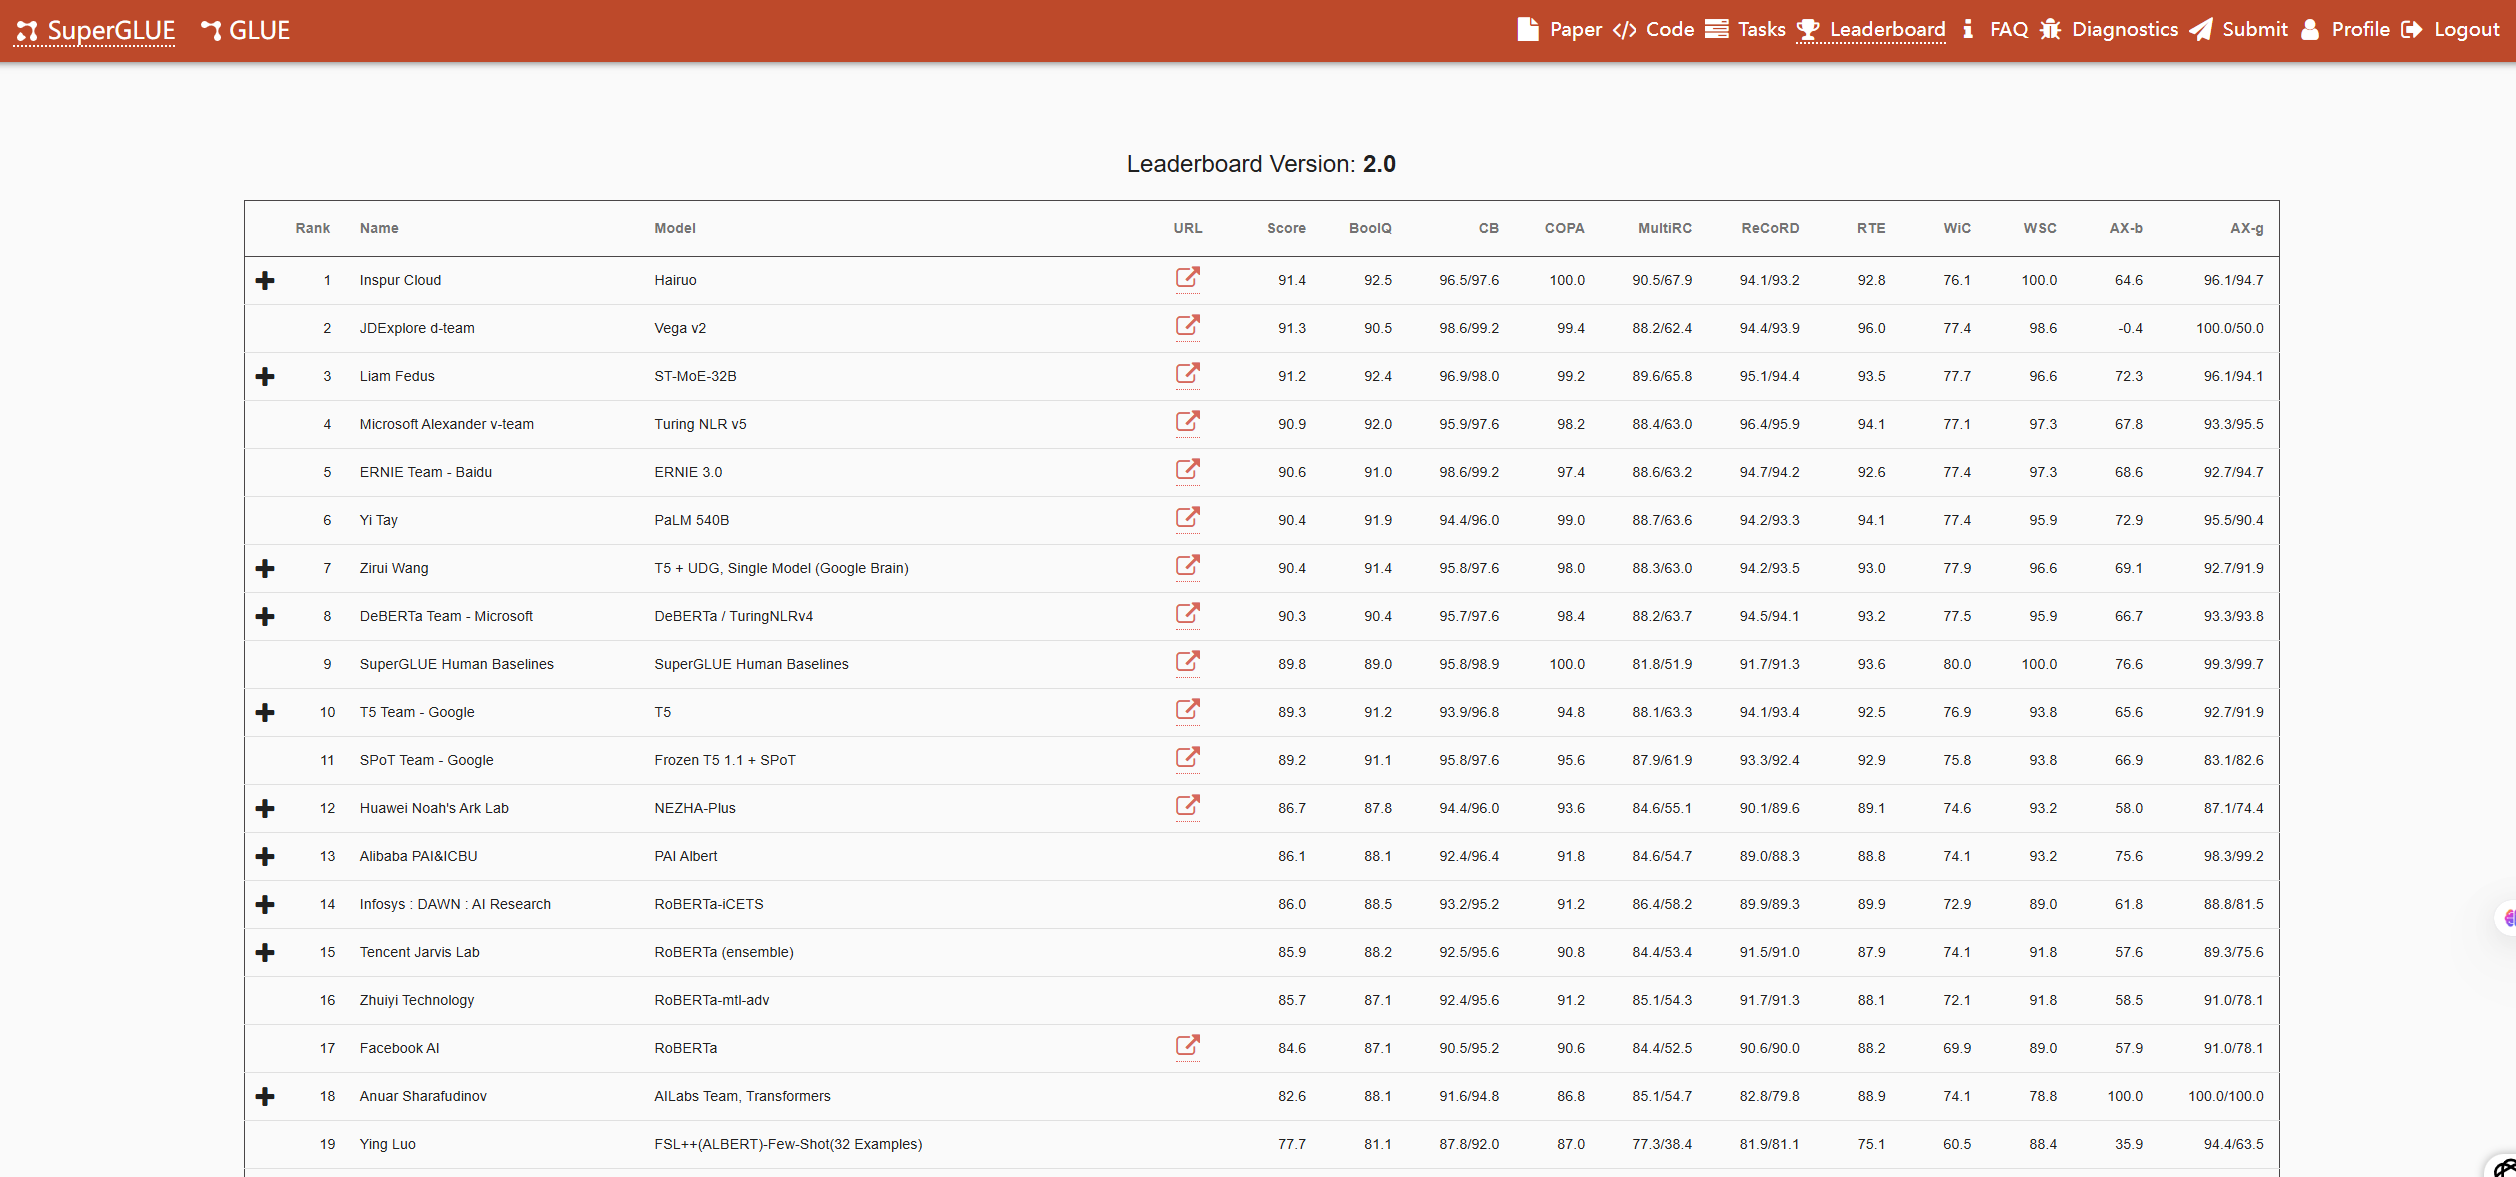 SuperGLUE GLUE Paper Code Tasks Leaderboard FAQ Diagnostics Submit Profile Logout
Leaderboard Version: 2.0
Rank Name Model URL Score BoolQ CB COPA MultiRC ReCoRD RTE WiC WSC AX-b AX-g
1 Inspur Cloud Hairuo 91.4 92.5 96.5/97.6 100.0 90.5/67.9 94.1/93.2 92.8 76.1 100.0 64.6 96.1/94.7
2 JDExplore d-team Vega v2 91.3 90.5 98.6/99.2 99.4 88.2/62.4 94.4/93.9 96.0 77.4 98.6 -0.4 100.0/50.0
3 Liam Fedus ST-MoE-32B 91.2 92.4 96.9/98.0 99.2 89.6/65.8 95.1/94.4 93.5 77.7 96.6 72.3 96.1/94.1
4 Microsoft Alexander v-team Turing NLR v5 90.9 92.0 95.9/97.6 98.2 88.4/63.0 96.4/95.9 94.1 77.1 97.3 67.8 93.3/95.5
5 ERNIE Team - Baidu ERNIE 3.0 90.6 91.0 98.6/99.2 97.4 88.6/63.2 94.7/94.2 92.6 77.4 97.3 68.6 92.7/94.7
6 Yi Tay PaLM 540B 90.4 91.9 94.4/96.0 99.0 88.7/63.6 94.2/93.3 94.1 77.4 95.9 72.9 95.5/90.4
7 Zirui Wang T5 + UDG, Single Model (Google Brain) 90.4 91.4 95.8/97.6 98.0 88.3/63.0 94.2/93.5 93.0 77.9 96.6 69.1 92.7/91.9
8 DeBERTa Team - Microsoft DeBERTa / TuringNLRv4 90.3 90.4 95.7/97.6 98.4 88.2/63.7 94.5/94.1 93.2 77.5 95.9 66.7 93.3/93.8
9 SuperGLUE Human Baselines SuperGLUE Human Baselines 89.8 89.0 95.8/98.9 100.0 81.8/51.9 91.7/91.3 93.6 80.0 100.0 76.6 99.3/99.7
10 T5 Team - Google T5 89.3 91.2 93.9/96.8 94.8 88.1/63.3 94.1/93.4 92.5 76.9 93.8 65.6 92.7/91.9
11 SPoT Team - Google Frozen T5 1.1 + SPoT 89.2 91.1 95.8/97.6 95.6 87.9/61.9 93.3/92.4 92.9 75.8 93.8 66.9 83.1/82.6
12 Huawei Noah's Ark Lab NEZHA-Plus 86.7 87.8 94.4/96.0 93.6 84.6/55.1 90.1/89.6 89.1 74.6 93.2 58.0 87.1/74.4
13 Alibaba PAI&ICBU PAI Albert 86.1 88.1 92.4/96.4 91.8 84.6/54.7 89.0/88.3 88.8 74.1 93.2 75.6 98.3/99.2
14 Infosys : DAWN : AI Research RoBERTa-iCETS 86.0 88.5 93.2/95.2 91.2 86.4/58.2 89.9/89.3 89.9 72.9 89.0 61.8 88.8/81.5
15 Tencent Jarvis Lab RoBERTa (ensemble) 85.9 88.2 92.5/95.6 90.8 84.4/53.4 91.5/91.0 87.9 74.1 91.8 57.6 89.3/75.6
16 Zhuiyi Technology RoBERTa-mtl-adv 85.7 87.1 92.4/95.6 91.2 85.1/54.3 91.7/91.3 88.1 72.1 91.8 58.5 91.0/78.1
17 Facebook AI RoBERTa 84.6 87.1 90.5/95.2 90.6 84.4/52.5 90.6/90.0 88.2 69.9 89.0 57.9 91.0/78.1
18 Anuar Sharafudinov AILabs Team, Transformers 82.6 88.1 91.6/94.8 86.8 85.1/54.7 82.8/79.8 88.9 74.1 78.8 100.0 100.0/100.0
19 Ying Luo FSL++(ALBERT)-Few-Shot(32 Examples) 77.7 81.1 87.8/92.0 87.0 77.3/38.4 81.9/81.1 75.1 60.5 88.4 35.9 94.4/63.5